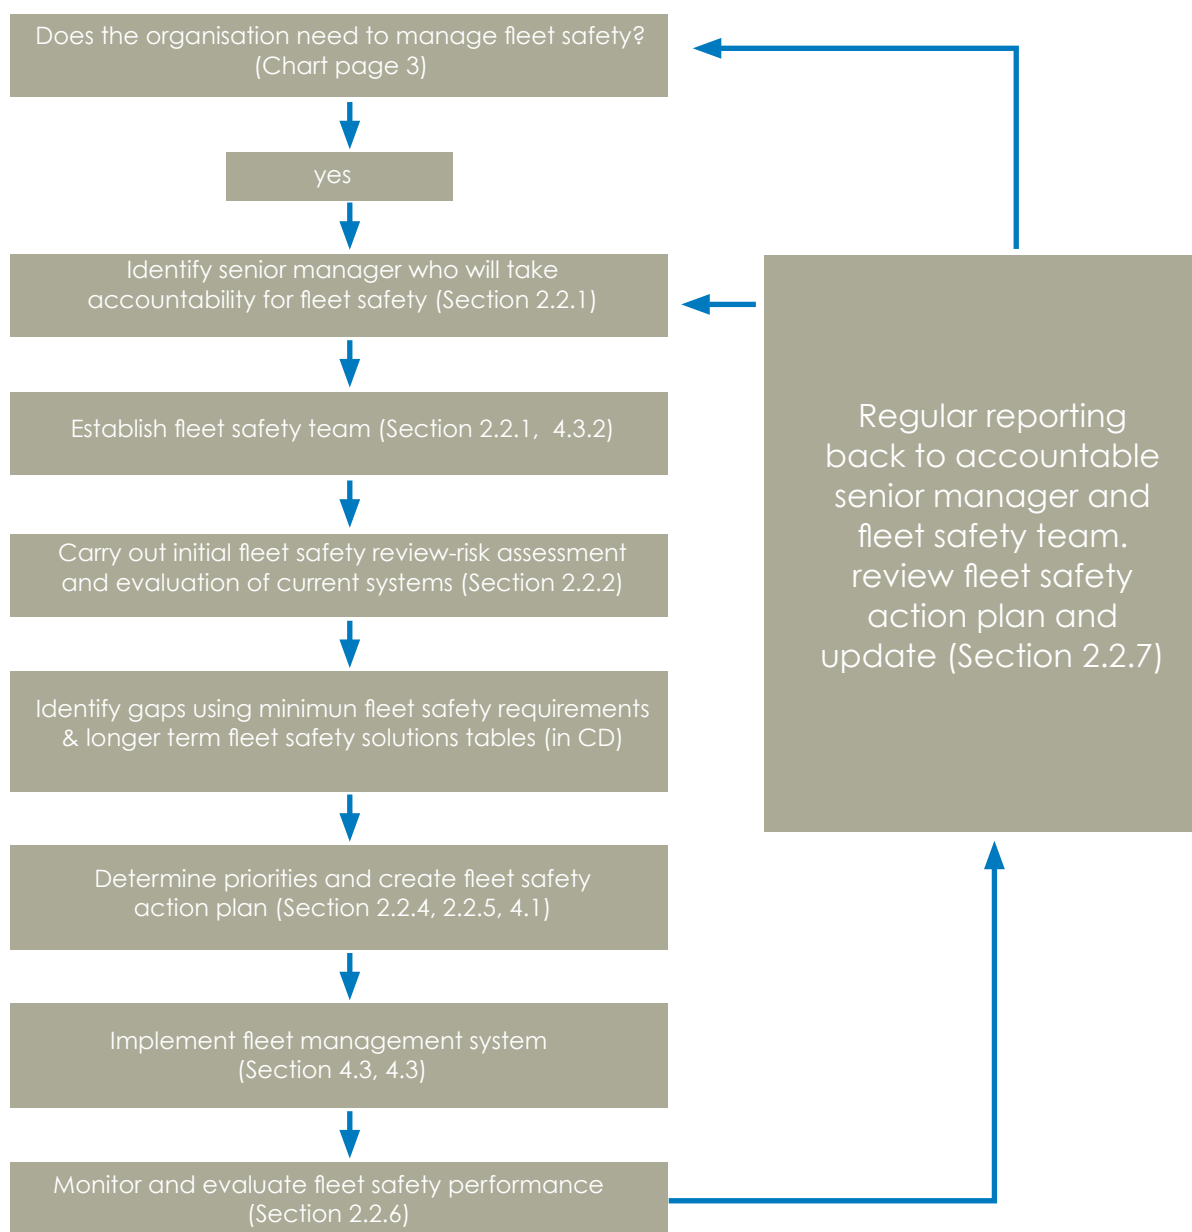 Does the organisation need to manage fleet safety?
(Chart page 3)
yes
Identify senior manager who will take
accountability for fleet safety (Section 2.2.1)
Establish fleet safety team (Section 2.2.1, 4.3.2)
Carry out initial fleet safety review-risk assessment
and evaluation of current systems (Section 2.2.2)
Identify gaps using minimun fleet safety requirements
& longer term fleet safety solutions tables (in CD)
Determine priorities and create fleet safety
action plan (Section 2.2.4, 2.2.5, 4.1)
Implement fleet management system
(Section 4.3, 4.3)
Monitor and evaluate fleet safety performance
(Section 2.2.6)
Regular reporting
back to accountable
senior manager and
fleet safety team.
review fleet safety
action plan and
update (Section 2.2.7)